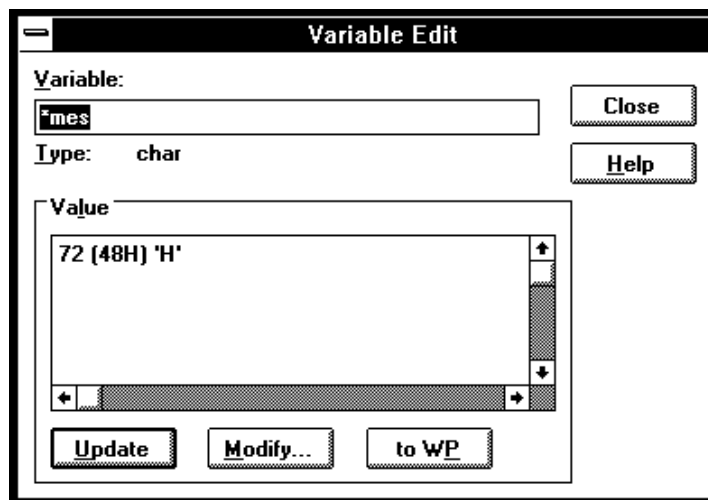 Variable Edit
Variable:
*mes
Close
Type: char
Help
Value
72 (48H) 'H'
Update Modify... to WP